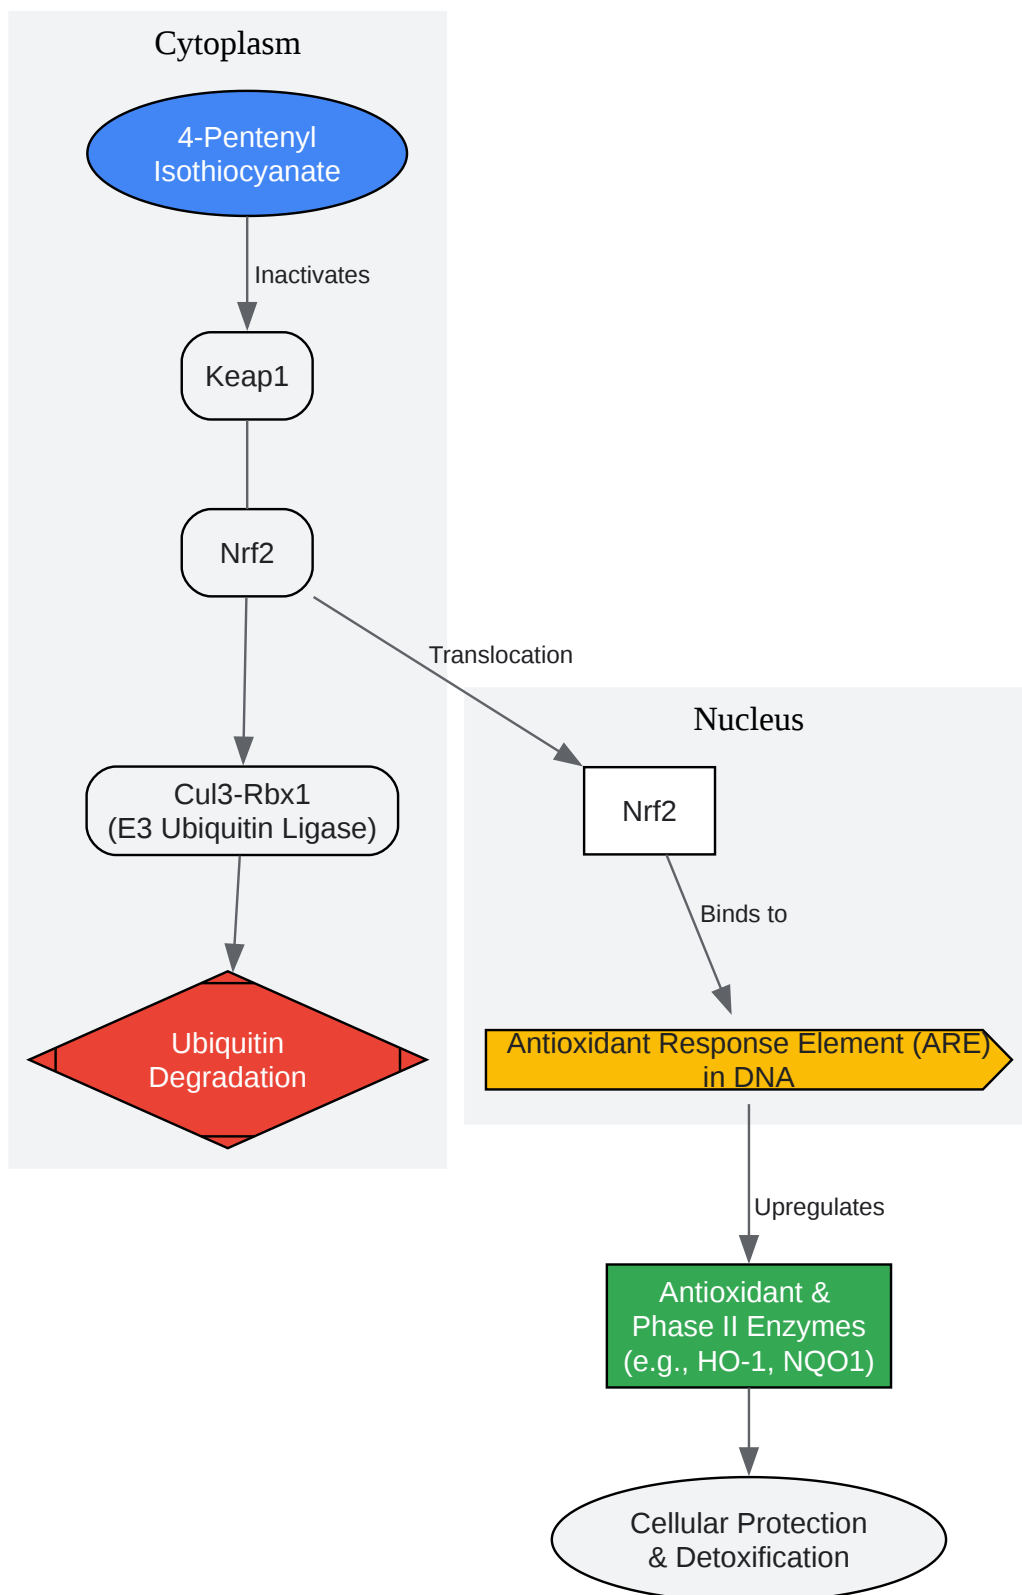 Cytoplasm
4-Pentenyl
Isothiocyanate
Inactivates
Keap1
Nrf2
Translocation
Nucleus
Cul3-Rbx1
(E3 Ubiquitin Ligase)
Nrf2
Binds to
Ubiquitin
Degradation
Antioxidant Response Element (ARE)
in DNA
Upregulates
Antioxidant &
Phase II Enzymes
(e.g., HO-1, NQO1)
Cellular Protection
& Detoxification